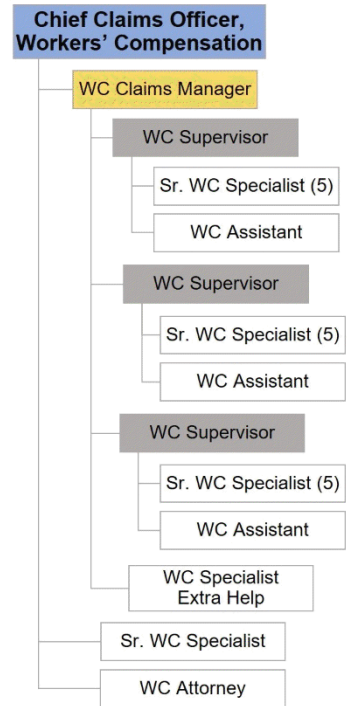 Chief Claims Officer,
Workers’ Compensation
WC Claims Manager
WC Supervisor
Sr. WC Specialist (5)
WC Assistant
WC Supervisor
Sr. WC Specialist (5)
WC Assistant
WC Supervisor
Sr. WC Specialist (5)
WC Assistant
WC Specialist
Extra Help
Sr. WC Specialist
WC Attorney